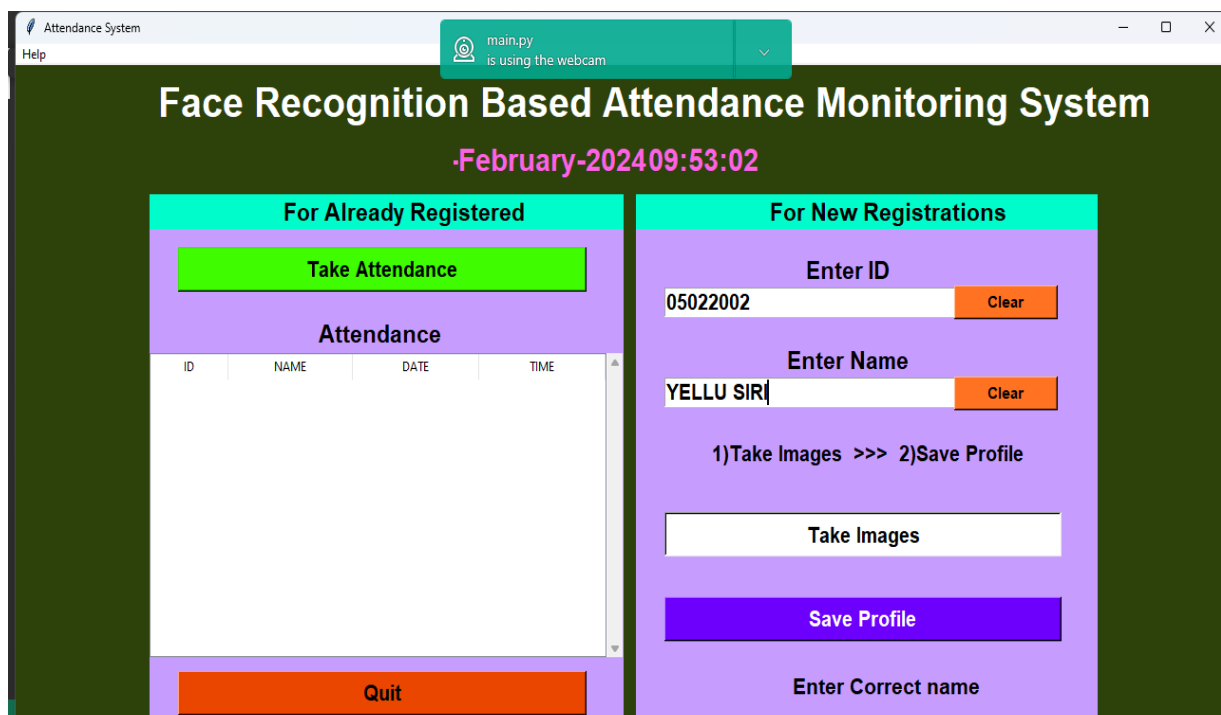 Attendance System
Help
main.py
is using the webcam
Face Recognition Based Attendance Monitoring System
-February-2024 09:53:02
For Already Registered
Take Attendance
Attendance
ID NAME DATE TIME
Quit
For New Registrations
Enter ID
05022002 Clear
Enter Name
YELLU SIRI Clear
1)Take Images >>> 2)Save Profile
Take Images
Save Profile
Enter Correct name